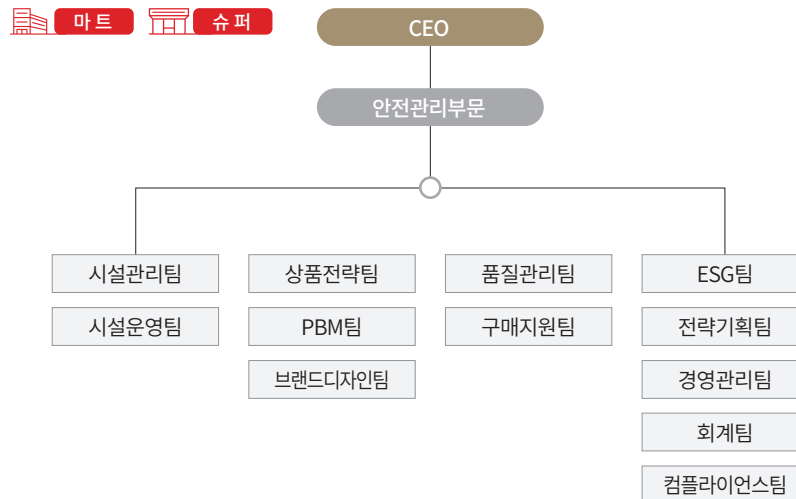 마트 슈퍼
CEO
안전관리부문
시설관리팀 상품전략팀 품질관리팀 ESG팀
시설운영팀 PBM팀 구매지원팀 전략기획팀
브랜드디자인팀 경영관리팀
회계팀
컴플라이언스팀